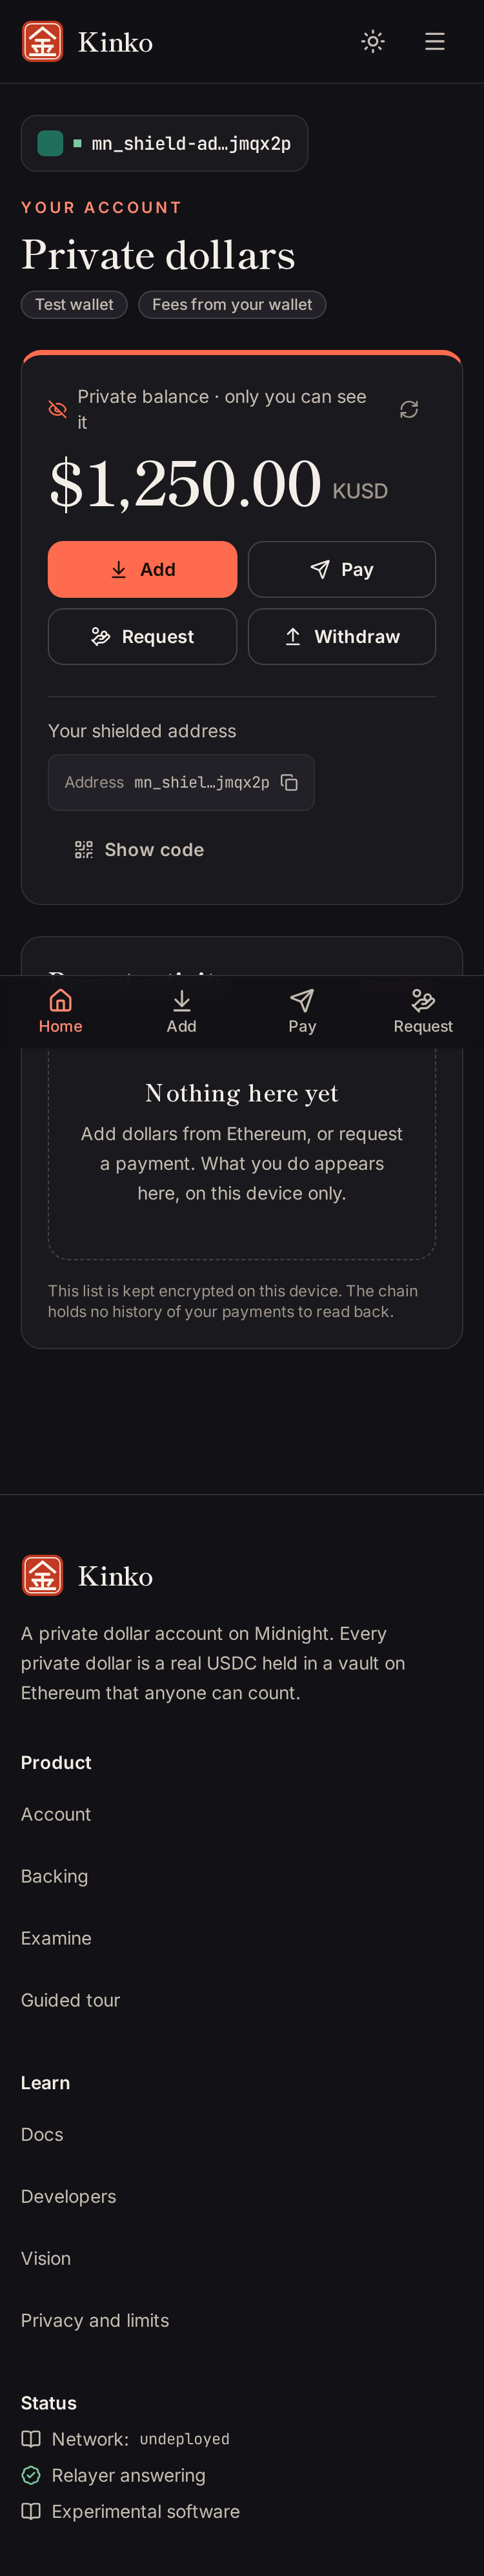 金 Kinko
mn_shield-ad…jmqx2p
YOUR ACCOUNT
Private dollars
Test wallet
Fees from your wallet
Private balance · only you can see
it
$1,250.00 KUSD
Add
Pay
Request
Withdraw
Your shielded address
Address mn_shiel…jmqx2p
Show code
Home
Add
Pay
Request
Nothing here yet
Add dollars from Ethereum, or request
a payment. What you do appears
here, on this device only.
This list is kept encrypted on this device. The chain
holds no history of your payments to read back.
金 Kinko
A private dollar account on Midnight. Every
private dollar is a real USDC held in a vault on
Ethereum that anyone can count.
Product
Account
Backing
Examine
Guided tour
Learn
Docs
Developers
Vision
Privacy and limits
Status
Network: undeployed
Relayer answering
Experimental software